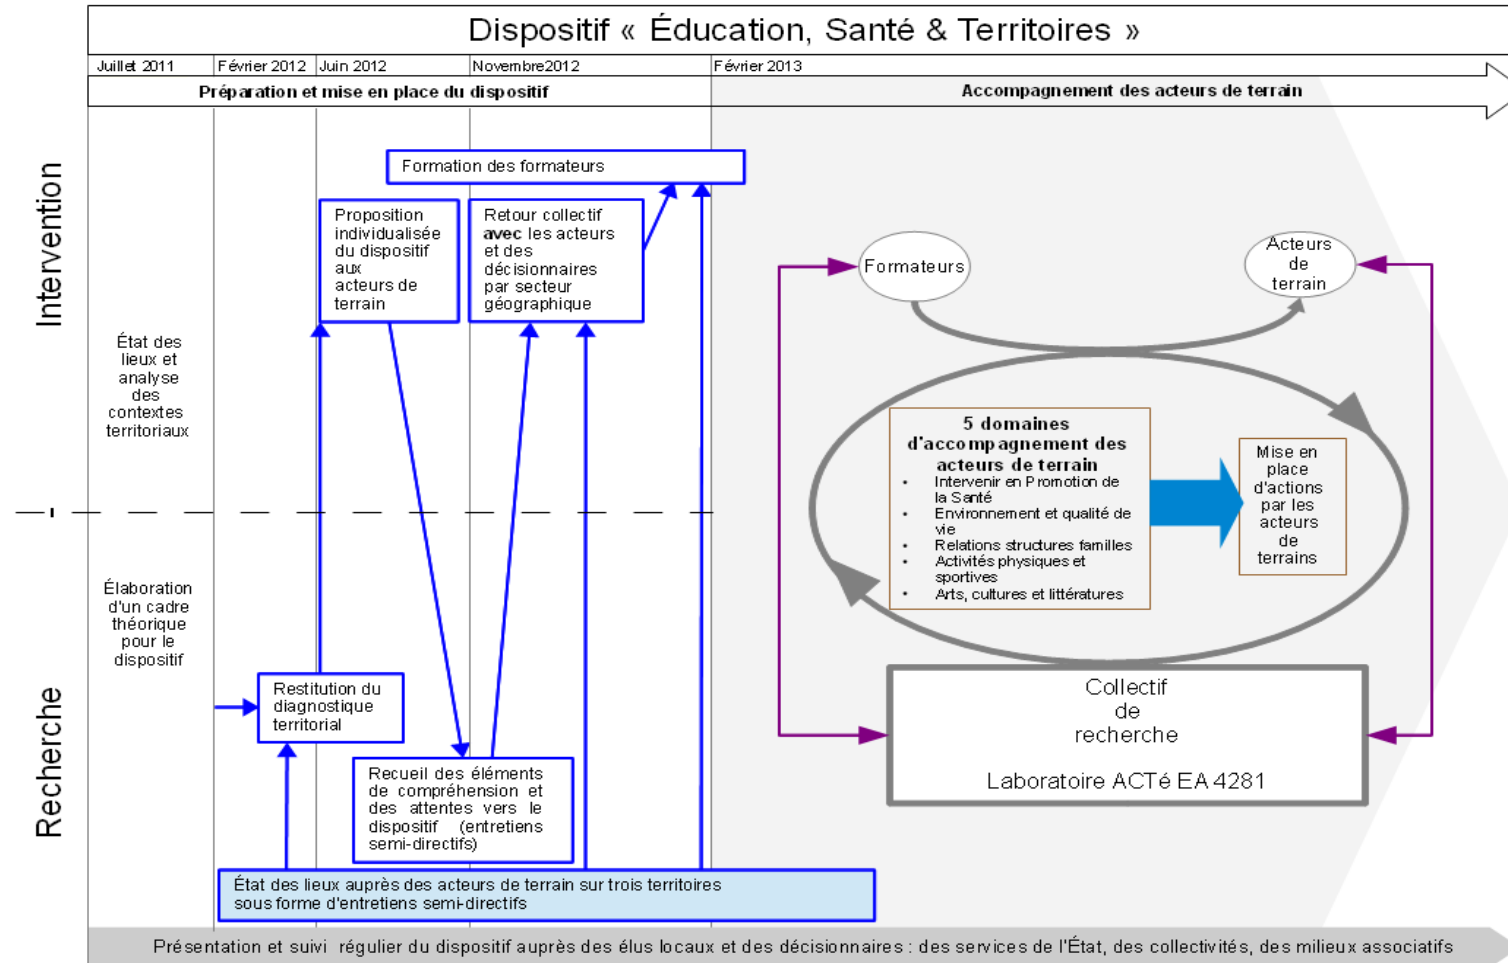 Dispositif « Éducation, Santé & Territoires »
Juillet 2011
Février 2012
Juin 2012
Novembre2012
Février 2013
Préparation et mise en place du dispositif
Accompagnement des acteurs de terrain
Intervention
Recherche
Formation des formateurs
Proposition
individualisée
du dispositif
aux
acteurs de
terrain
Retour collectif
avec les acteurs
et des
décisionnaires
par secteur
géographique
État des
lieux et
analyse
des
contextes
territoriaux
Élaboration
d'un cadre
théorique
pour le
dispositif
Restitution du
diagnostique
territorial
Recueil des éléments
de compréhension et
des attentes vers le
dispositif (entretiens
semi-directifs)
État des lieux auprès des acteurs de terrain sur trois territoires
sous forme d'entretiens semi-directifs
Formateurs
Acteurs
de
terrain
5 domaines
d'accompagnement des
acteurs de terrain
• Intervenir en Promotion de
la Santé
• Environnement et qualité de
vie
• Relations structures familles
• Activités physiques et
sportives
• Arts, cultures et littératures
Mise en
place
d'actions
par les
acteurs
de
terrains
Collectif
de
recherche
Laboratoire ACTé EA 4281
Présentation et suivi régulier du dispositif auprès des élus locaux et des décisionnaires : des services de l'État, des collectivités, des milieux associatifs